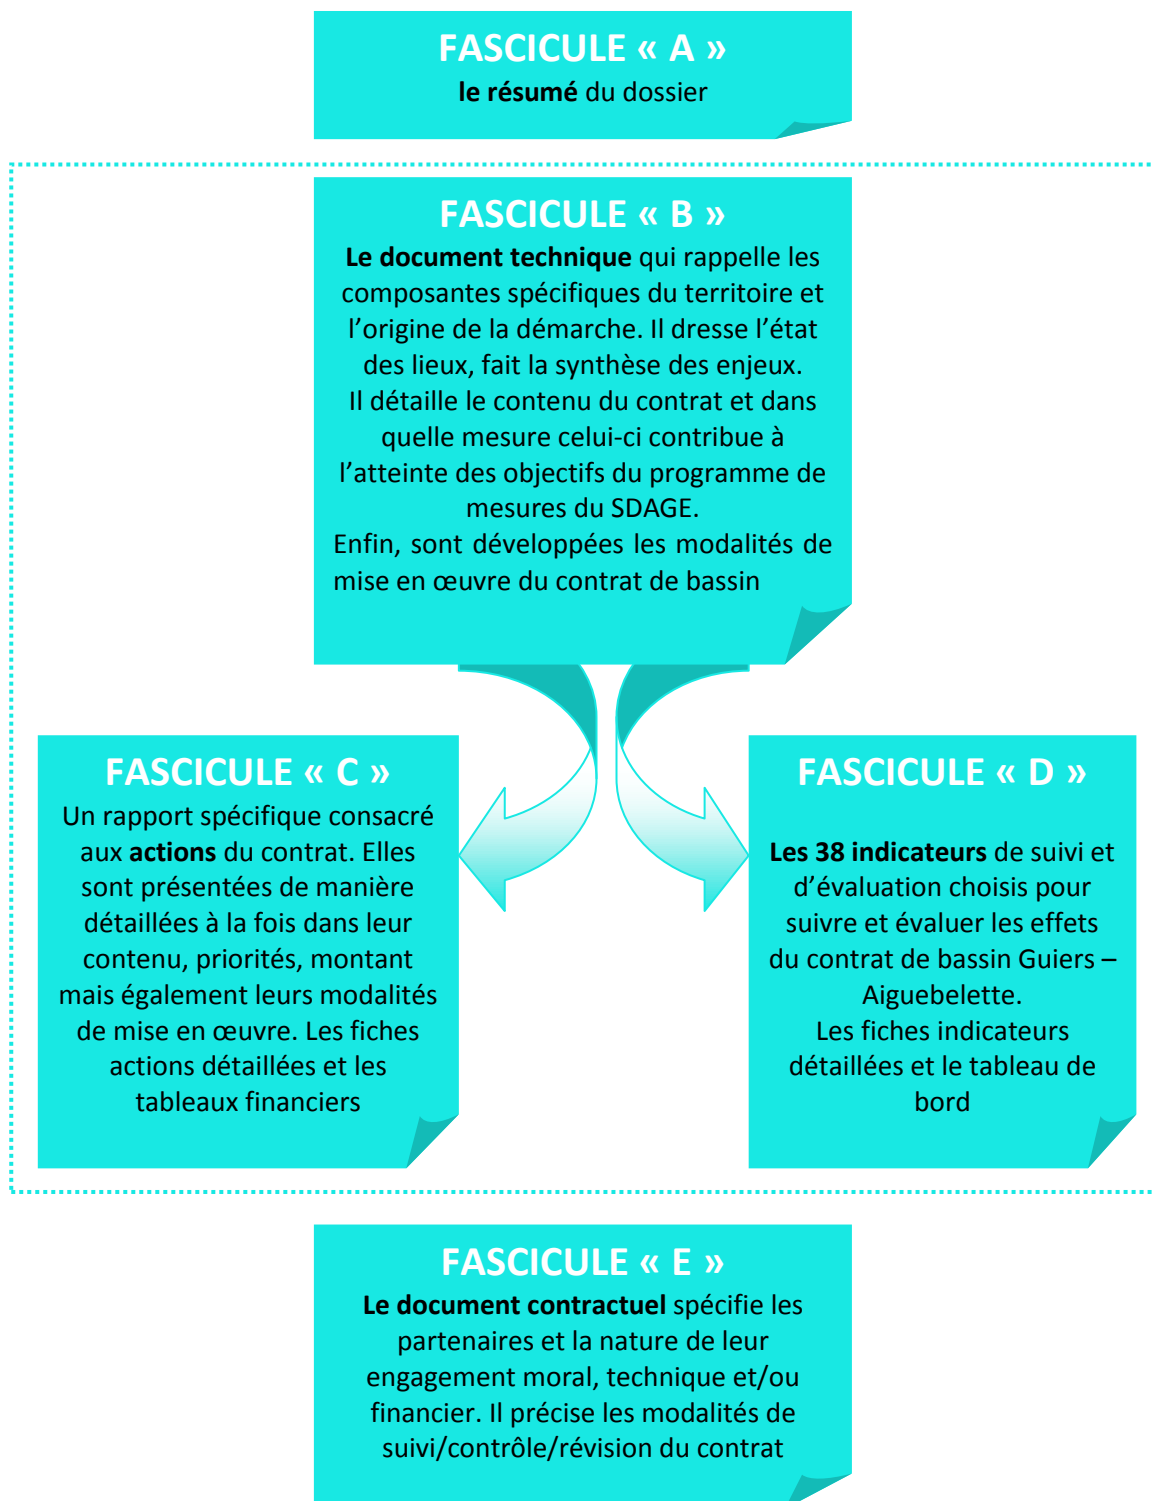 FASCICULE « A »
le résumé du dossier
FASCICULE « B »
Le document technique qui rappelle les
composantes spécifiques du territoire et
l’origine de la démarche. Il dresse l’état
des lieux, fait la synthèse des enjeux.
Il détaille le contenu du contrat et dans
quelle mesure celui-ci contribue à
l’atteinte des objectifs du programme de
mesures du SDAGE.
Enfin, sont développées les modalités de
mise en œuvre du contrat de bassin
FASCICULE « C »
Un rapport spécifique consacré
aux actions du contrat. Elles
sont présentées de manière
détaillées à la fois dans leur
contenu, priorités, montant
mais également leurs modalités
de mise en œuvre. Les fiches
actions détaillées et les
tableaux financiers
FASCICULE « D »
Les 38 indicateurs de suivi et
d’évaluation choisis pour
suivre et évaluer les effets
du contrat de bassin Guiers –
Aiguebelette.
Les fiches indicateurs
détaillées et le tableau de
bord
FASCICULE « E »
Le document contractuel spécifie les
partenaires et la nature de leur
engagement moral, technique et/ou
financier. Il précise les modalités de
suivi/contrôle/révision du contrat